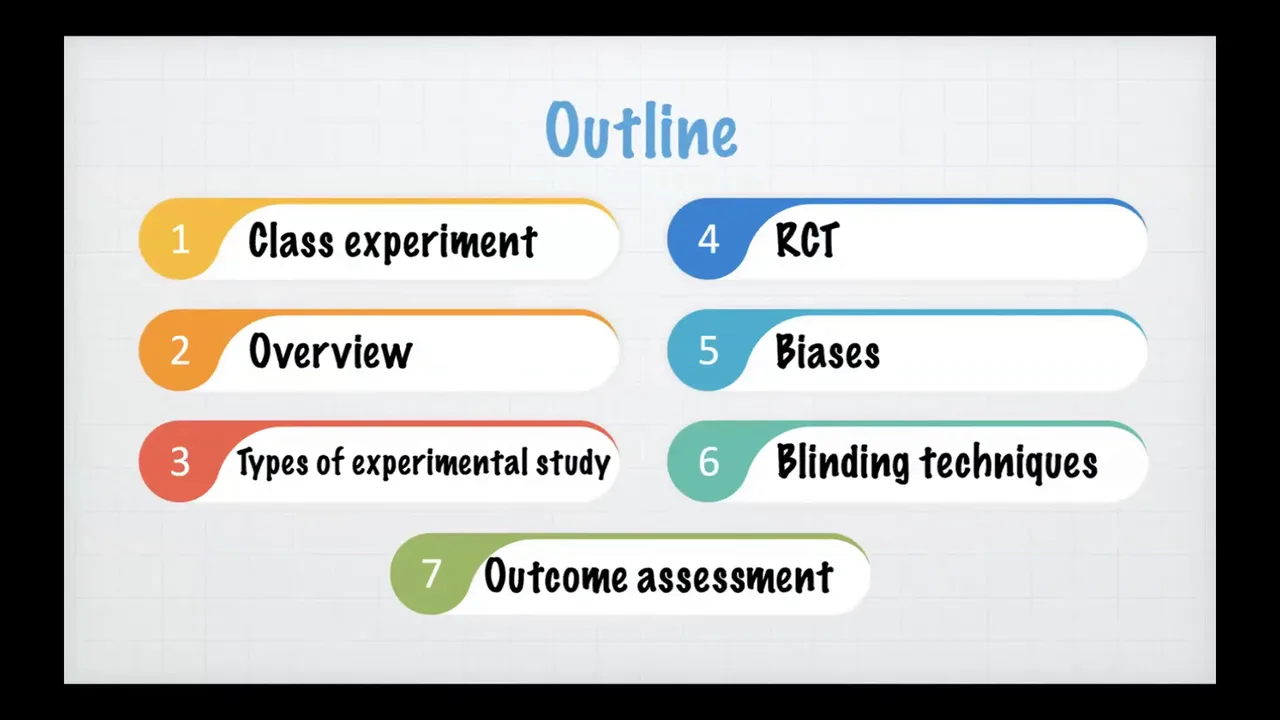 Outline
1 Class experiment
2 Overview
3 Types of experimental study
4 RCT
5 Biases
6 Blinding techniques
7 Outcome assessment